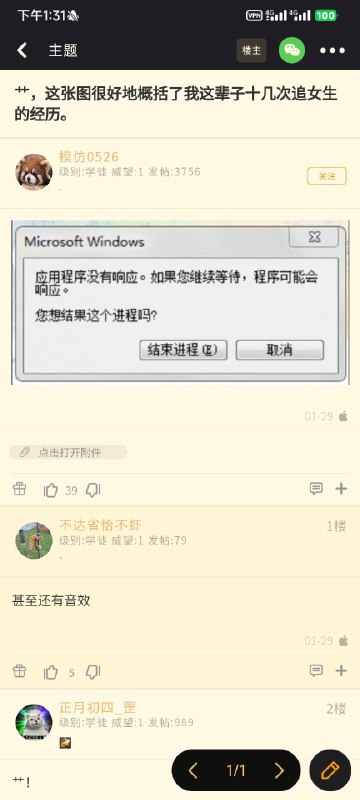 下午1:31
VPN 4G 4G 100
主题
楼主
艹，这张图很好地概括了我这辈子十几次追女生
的经历。
模仿0526
级别:学徒 威望:1 发帖:3756
关注
-
Microsoft Windows
应用程序没有响应。如果您继续等待，程序可能会
响应。
您想结果这个进程吗?
结束进程(E) 取消
01-29
点击打开附件
39
不达省恰不虾
1楼
级别:学徒 威望:1 发帖:79
-
甚至还有音效
01-29
5
正月初四_罡
2楼
级别:学徒 威望:1 发帖:989
艹!
1/1